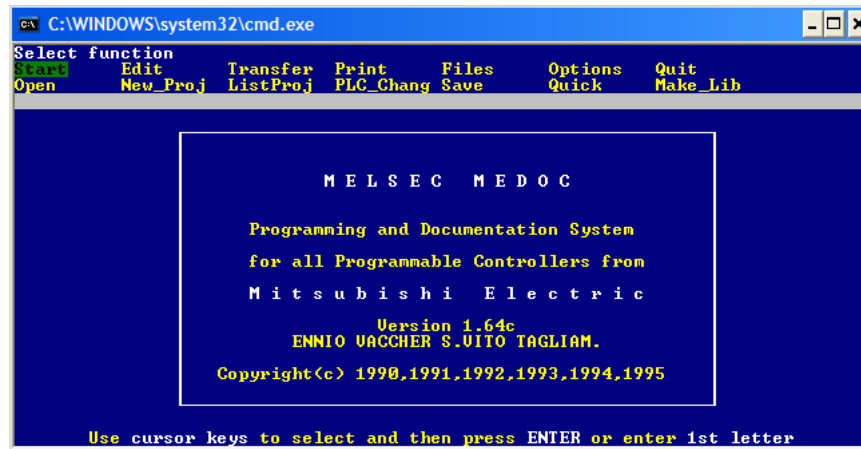 C:\WINDOWS\system32\cmd.exe
Select function
Start Edit Transfer Print Files Options Quit
Open New_Proj ListProj PLC_Chang Save Quick Make_Lib
M E L S E C M E D O C
Programming and Documentation System
for all Programmable Controllers from
M i t s u b i s h i E l e c t r i c
Version 1.64c
ENNIO VACCHER S.VITO TAGLIAM.
Copyright(c) 1990,1991,1992,1993,1994,1995
Use cursor keys to select and then press ENTER or enter 1st letter